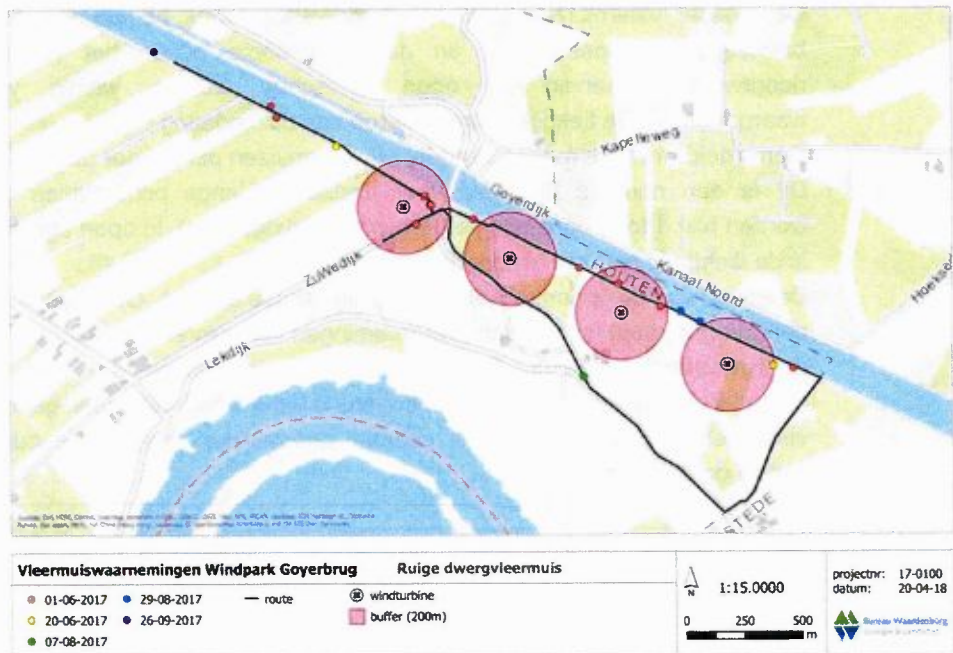 Kapelleweg
Goyerdijk
Kanaal Noord
HOUTEN
Zuwedijk
Lekdijk
STEDE
Vleermuiswaarnemingen Windpark Goyerbrug
Ruige dwergvleermuis
01-06-2017
29-08-2017
route
windturbine
20-06-2017
26-09-2017
buffer (200m)
07-08-2017
N
1:15.0000
0 250 500
m
projectnr: 17-0100
datum: 20-04-18
Bureau Waardenburg